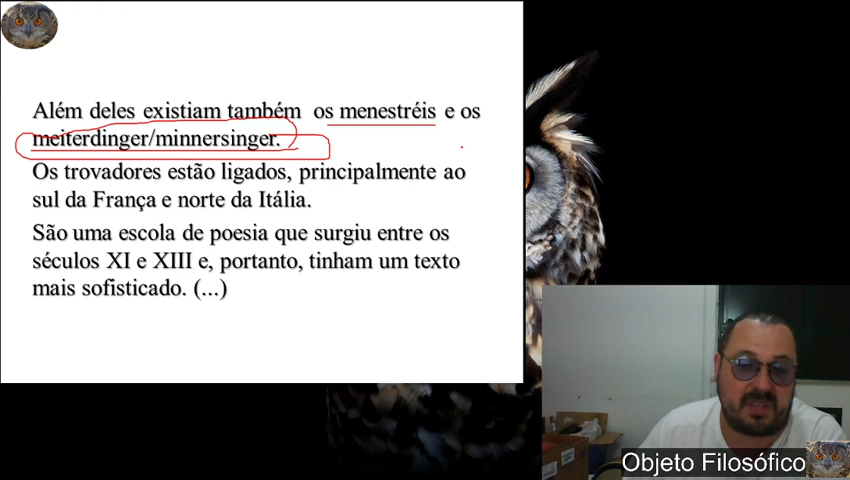 Além deles existiam também os menestréis e os
meiterdinger/minnersinger.
Os trovadores estão ligados, principalmente ao
sul da França e norte da Itália.
São uma escola de poesia que surgiu entre os
séculos XI e XIII e, portanto, tinham um texto
mais sofisticado. (...)
Objeto Filosófico